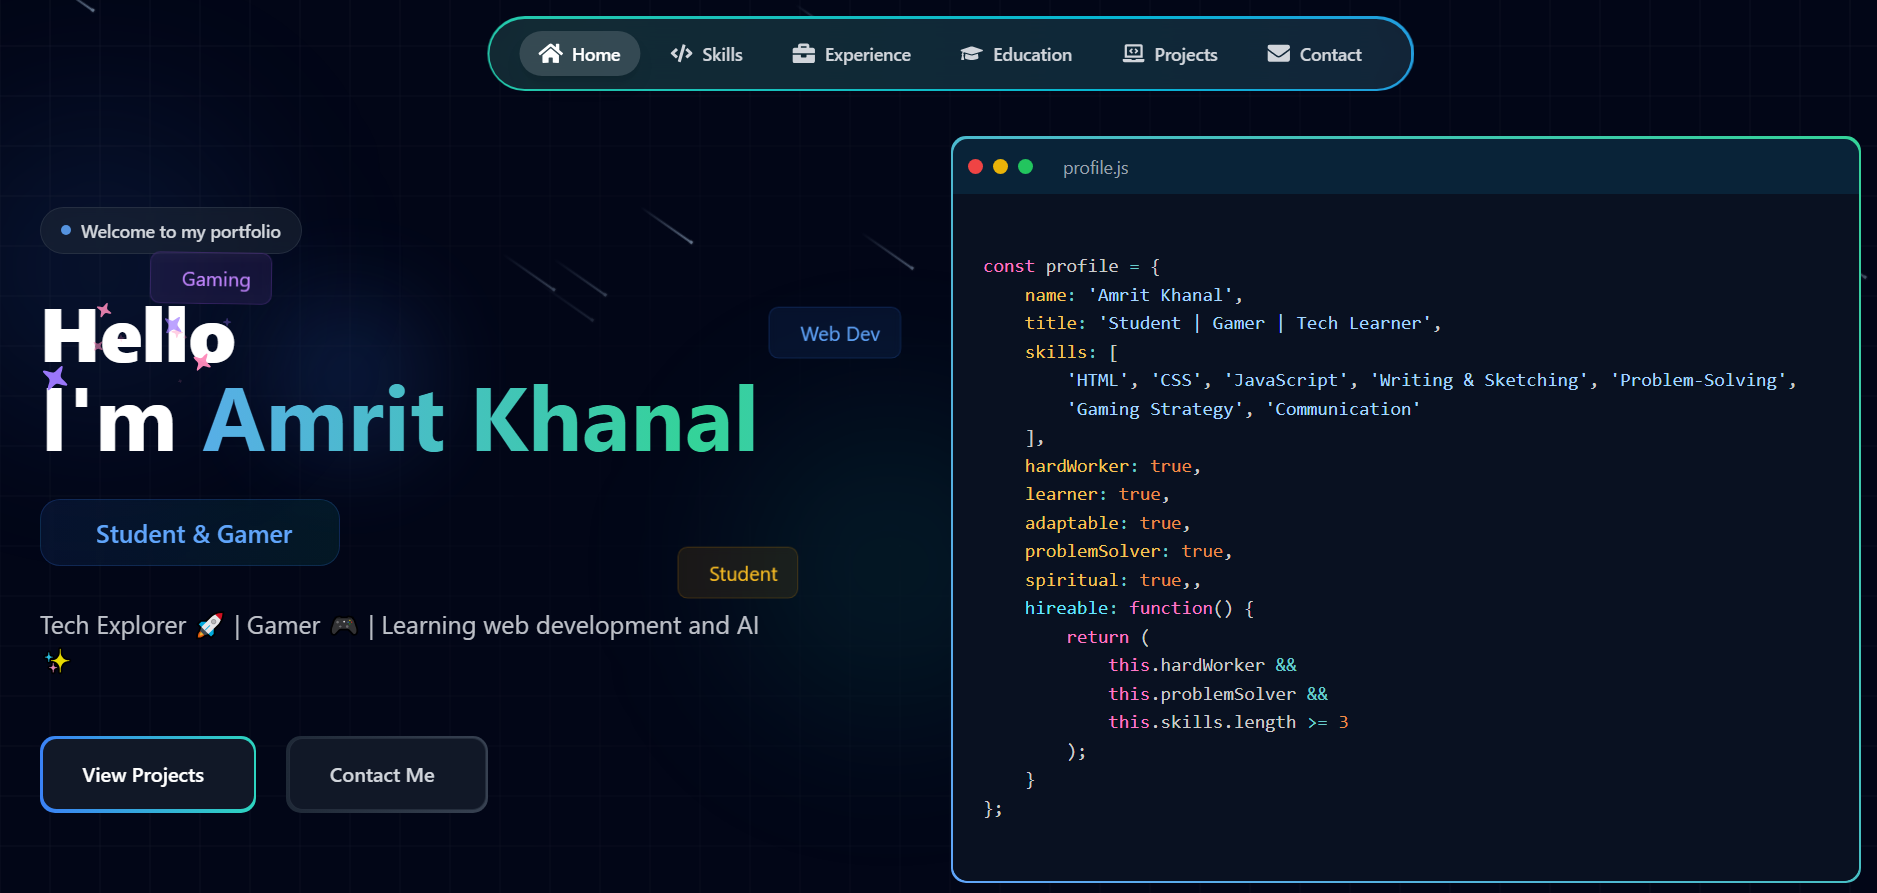 Home Skills Experience Education Projects Contact
Welcome to my portfolio
Gaming
Hello
Web Dev
I'm Amrit Khanal
Student & Gamer
Student
Tech Explorer 🚀 | Gamer 🎮 | Learning web development and AI
✨
View Projects Contact Me
profile.js
const profile = {
    name: 'Amrit Khanal',
    title: 'Student | Gamer | Tech Learner',
    skills: [
        'HTML', 'CSS', 'JavaScript', 'Writing & Sketching', 'Problem-Solving',
        'Gaming Strategy', 'Communication'
    ],
    hardWorker: true,
    learner: true,
    adaptable: true,
    problemSolver: true,
    spiritual: true,,
    hireable: function() {
        return (
            this.hardWorker &&
            this.problemSolver &&
            this.skills.length >= 3
        );
    }
};